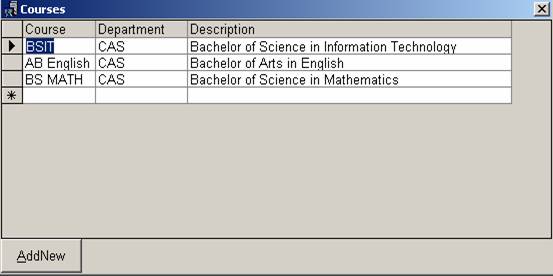 Courses
Course Department Description
BSIT CAS Bachelor of Science in Information Technology
AB English CAS Bachelor of Arts in English
BS MATH CAS Bachelor of Science in Mathematics
AddNew